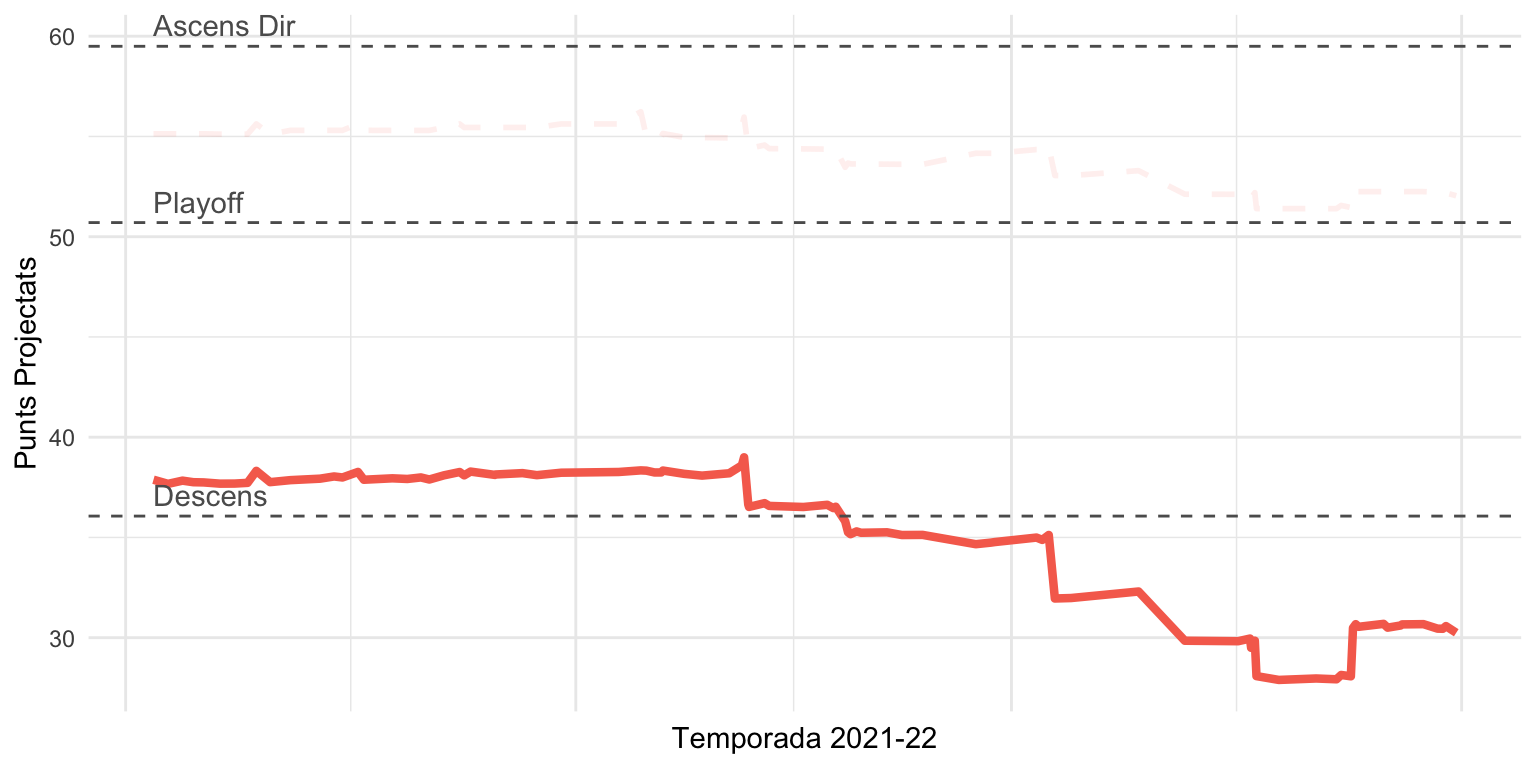 Ascens Dir
60
Playoff
50
Punts Projectats
40
Descens
30
Temporada 2021-22